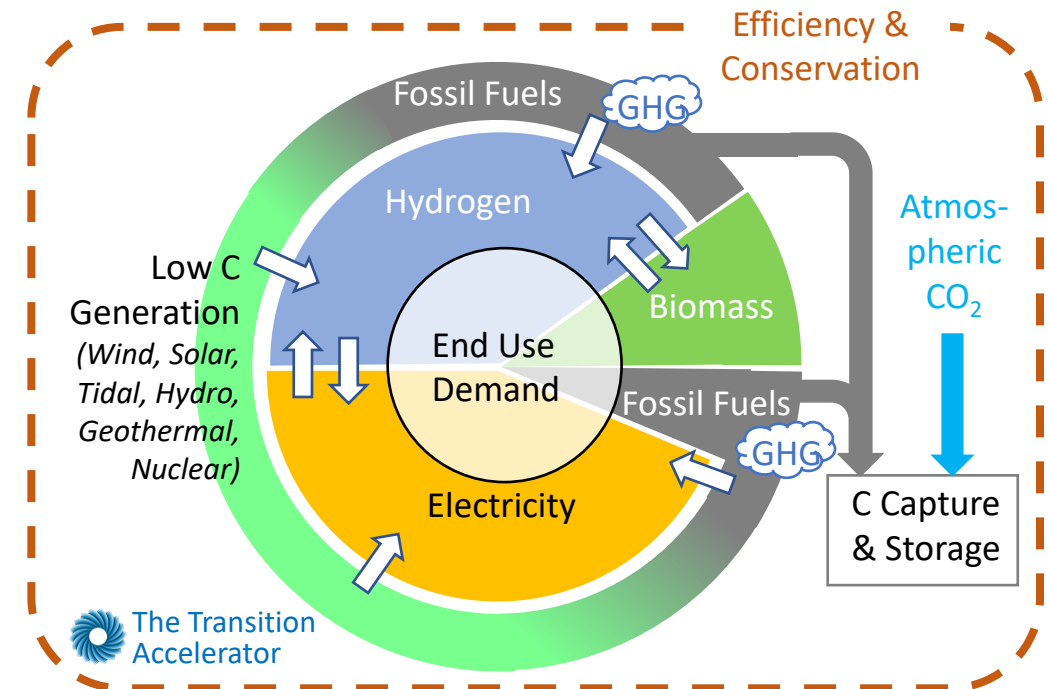 Efficiency &
Conservation
Fossil Fuels
GHG
Hydrogen
Atmos-
pheric
CO₂
Low C
Generation
(Wind, Solar,
Tidal, Hydro,
Geothermal,
Nuclear)
Biomass
End Use
Demand
Fossil Fuels
GHG
Electricity
C Capture
& Storage
The Transition
Accelerator